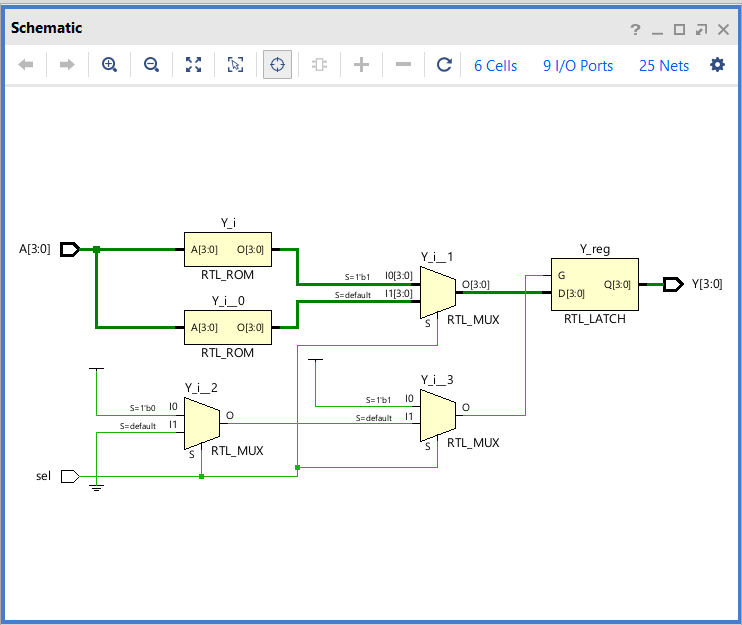 Schematic
?
6 Cells 9 I/O Ports 25 Nets
A[3:0]
Y_i
A[3:0] O[3:0]
RTL_ROM
Y_i__0
A[3:0] O[3:0]
RTL_ROM
Y_i__1
S=1'b1 I0[3:0]
S=default I1[3:0]
O[3:0]
S
RTL_MUX
Y_reg
G
D[3:0]
Q[3:0]
RTL_LATCH
Y[3:0]
Y_i__2
S=1'b0 I0
S=default I1
O
S
RTL_MUX
Y_i__3
S=1'b1 I0
S=default I1
O
S
RTL_MUX
sel